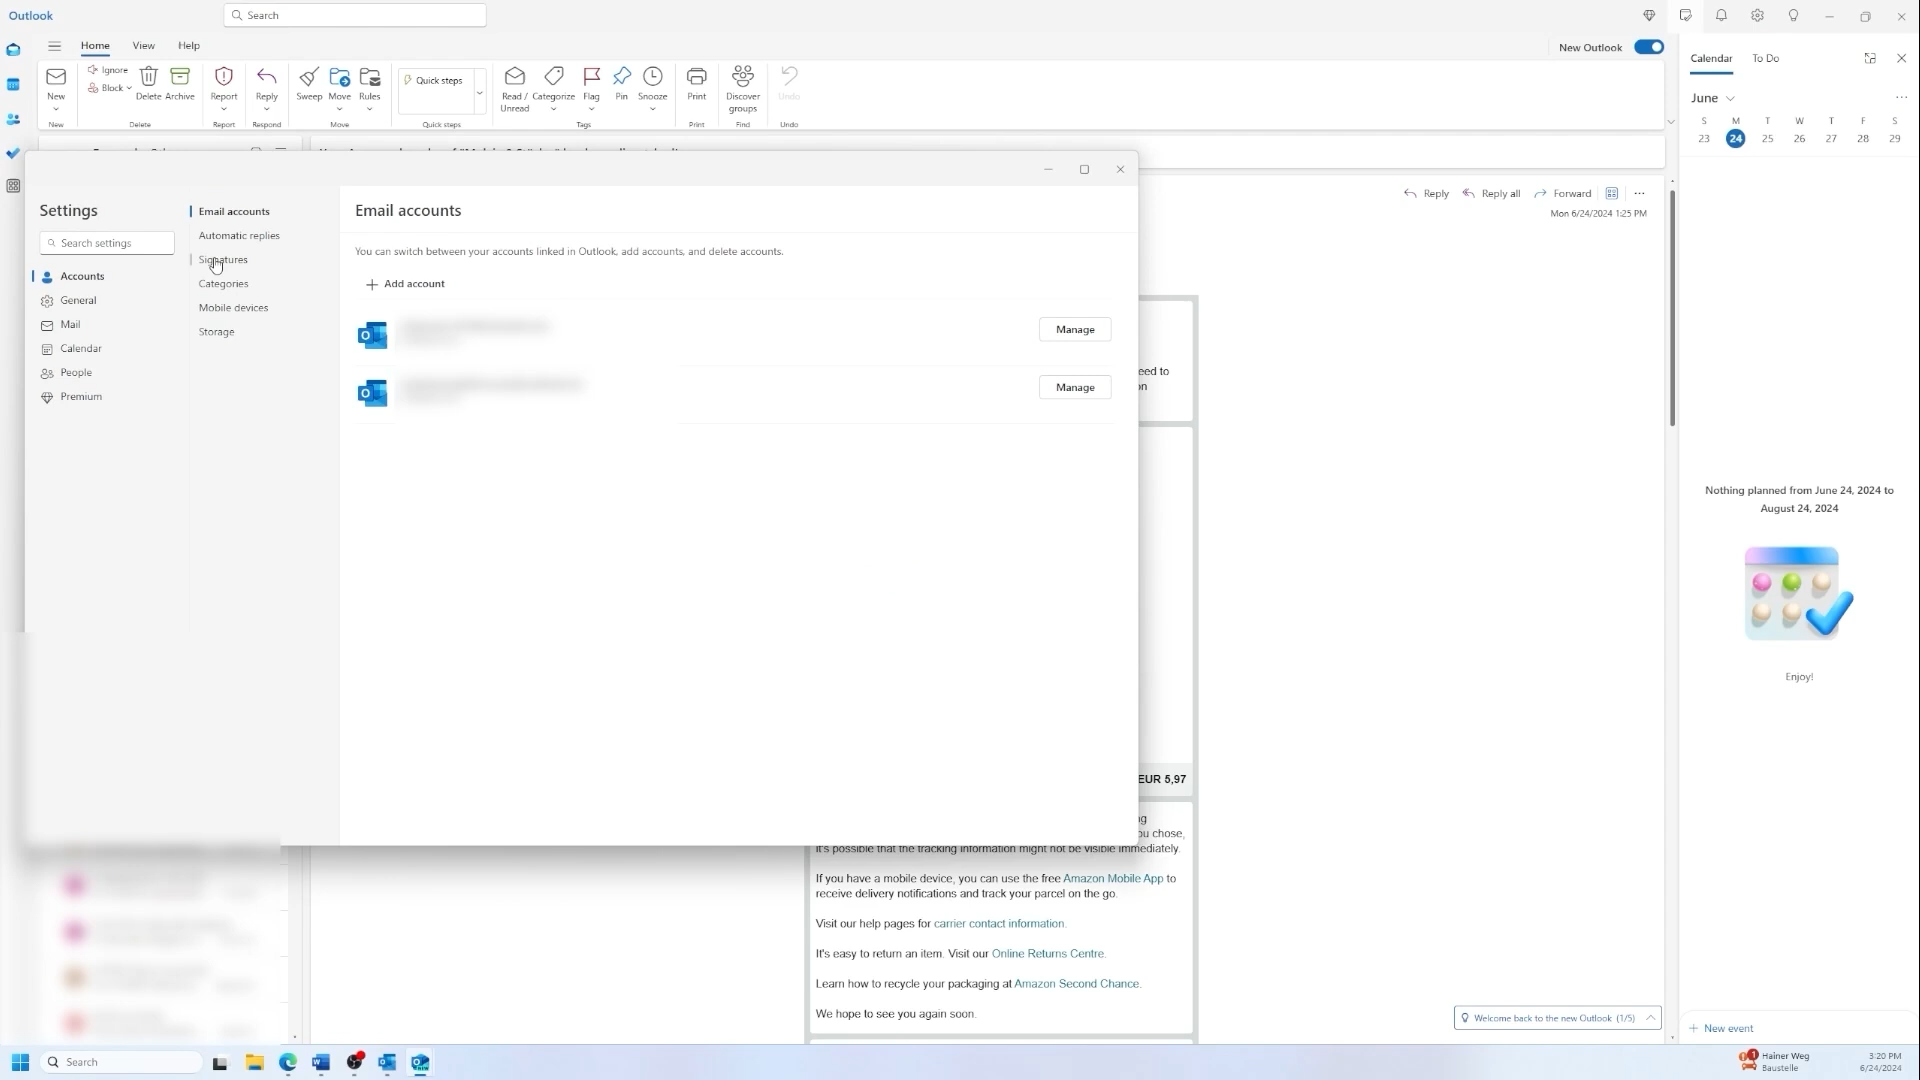 Outlook
Search
Home View Help
New Outlook
New
Ignore
Block
Delete
Archive
Report
Reply
Sweep
Move
Rules
Quick steps
Read / Unread
Categorize
Flag
Pin
Snooze
Print
Discover groups
Undo
New
Delete
Report
Respond
Move
Quick steps
Tags
Print
Find
Undo
Settings
Search settings
Accounts
General
Mail
Calendar
People
Premium
Email accounts
Automatic replies
Signatures
Categories
Mobile devices
Storage
Email accounts
You can switch between your accounts linked in Outlook, add accounts, and delete accounts.
Add account
Manage
Manage
Reply
Reply all
Forward
Mon 6/24/2024 1:25 PM
eed to
on
EUR 5,97
ng
ou chose,
it's possible that the tracking information might not be visible immediately.
If you have a mobile device, you can use the free Amazon Mobile App to
receive delivery notifications and track your parcel on the go.
Visit our help pages for carrier contact information.
It's easy to return an item. Visit our Online Returns Centre.
Learn how to recycle your packaging at Amazon Second Chance.
We hope to see you again soon.
Welcome back to the new Outlook (1/5)
Calendar To Do
June
S M T W T F S
23 24 25 26 27 28 29
Nothing planned from June 24, 2024 to
August 24, 2024
Enjoy!
New event
Search
1
Hainer Weg
Baustelle
3:20 PM
6/24/2024